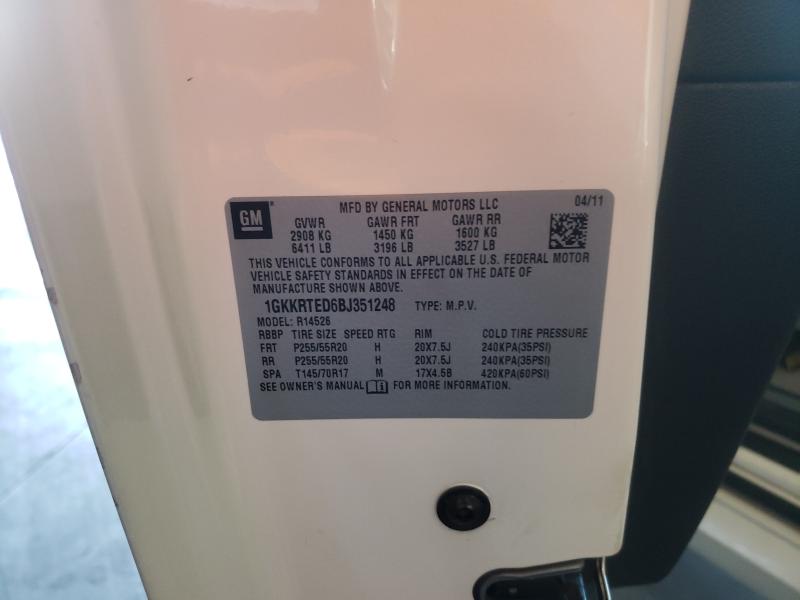 GM MFD BY GENERAL MOTORS LLC 04/11
GVWR GAWR FRT GAWR RR
2908 KG 1450 KG 1600 KG
6411 LB 3196 LB 3527 LB
THIS VEHICLE CONFORMS TO ALL APPLICABLE U.S. FEDERAL MOTOR
VEHICLE SAFETY STANDARDS IN EFFECT ON THE DATE OF
MANUFACTURE SHOWN ABOVE.
1GKKRTED6BJ351248 TYPE: M.P.V.
MODEL: R14526
RBBP TIRE SIZE SPEED RTG RIM COLD TIRE PRESSURE
FRT P255/55R20 H 20X7.5J 240KPA(35PSI)
RR P255/55R20 H 20X7.5J 240KPA(35PSI)
SPA T145/70R17 M 17X4.5B 420KPA(60PSI)
SEE OWNER'S MANUAL FOR MORE INFORMATION.